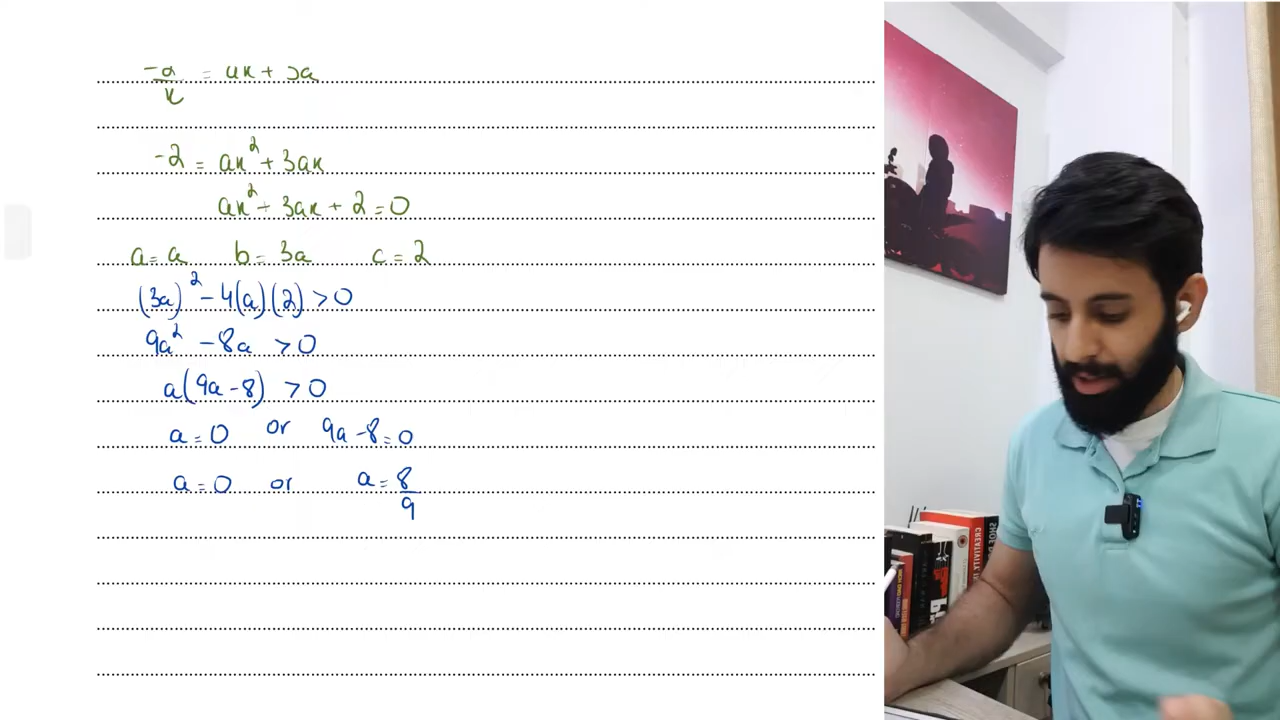 -2/x = ax + 3a
-2 = ax² + 3ax
ax² + 3ax + 2 = 0
a = a b = 3a c = 2
(3a)² - 4(a)(2) > 0
9a² - 8a > 0
a(9a - 8) > 0
a = 0 or 9a - 8 = 0
a = 0 or a = 8/9